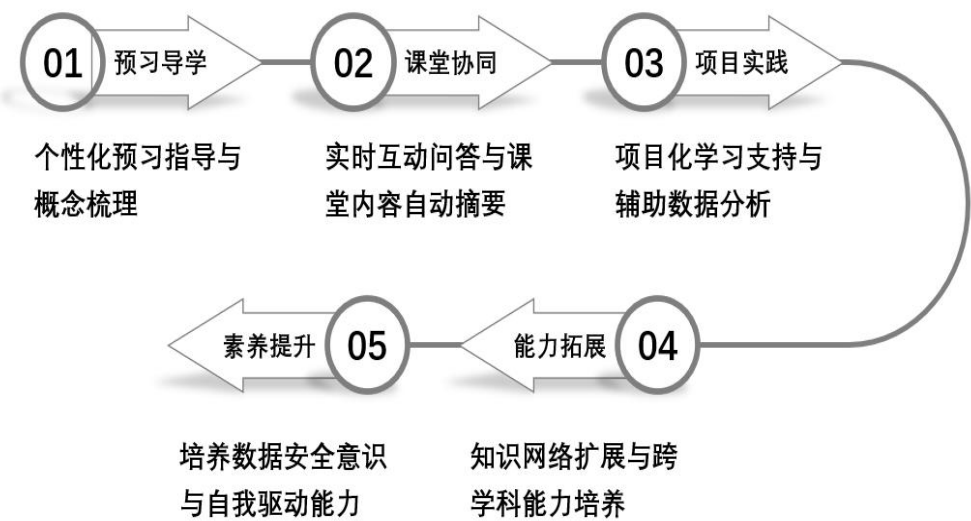 01 预习导学
个性化预习指导与
概念梳理
02 课堂协同
实时互动问答与课
堂内容自动摘要
03 项目实践
项目化学习支持与
辅助数据分析
04 能力拓展
知识网络扩展与跨
学科能力培养
05 素养提升
培养数据安全意识
与自我驱动能力